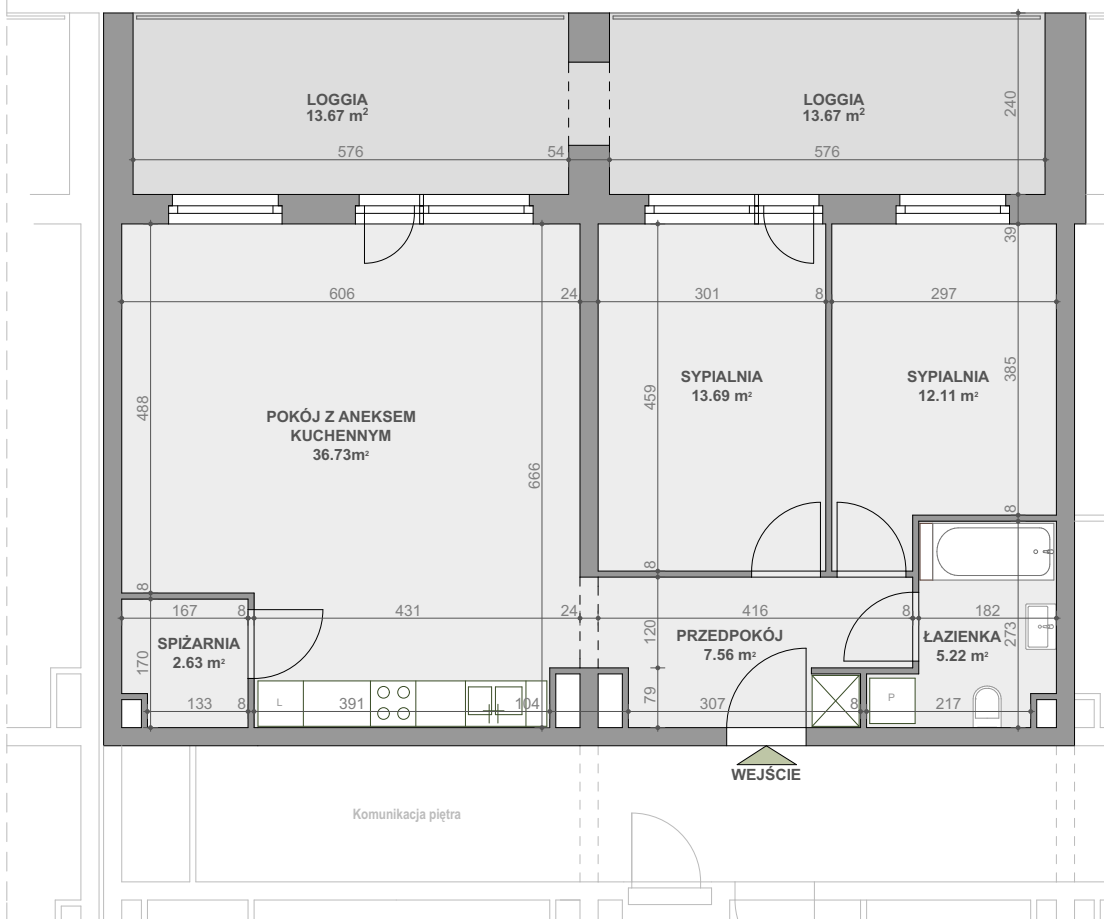 LOGGIA
13.67 m²
LOGGIA
13.67 m²
240
576
54
576
39
606
24
301
8
297
488
POKÓJ Z ANEKSEM
KUCHENNYM
36.73m²
666
459
SYPIALNIA
13.69 m²
SYPIALNIA
12.11 m²
385
8
8
8
167
8
431
24
416
8
182
170
SPIŻARNIA
2.63 m²
120
PRZEDPOKÓJ
7.56 m²
ŁAZIENKA
5.22 m²
273
133
8
L
391
104
79
307
8
P
217
WEJŚCIE
Komunikacja piętra